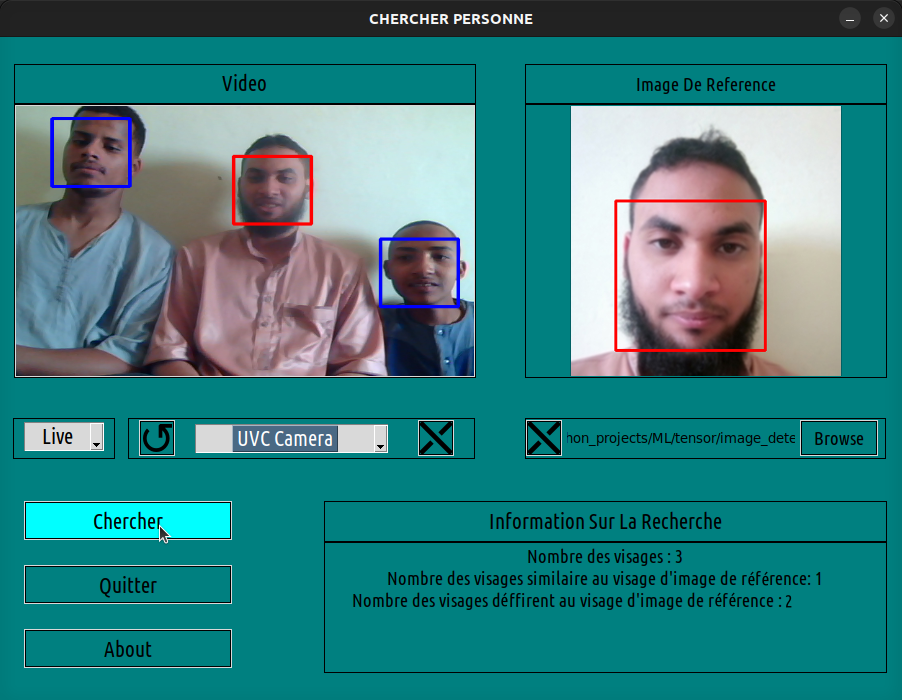 CHERCHER PERSONNE
Video
Image De Reference
Live
UVC Camera
hon_projects/ML/tensor/image_dete
Browse
Chercher
Quitter
About
Information Sur La Recherche
Nombre des visages : 3
Nombre des visages similaire au visage d'image de référence: 1
Nombre des visages déffirent au visage d'image de référence : 2